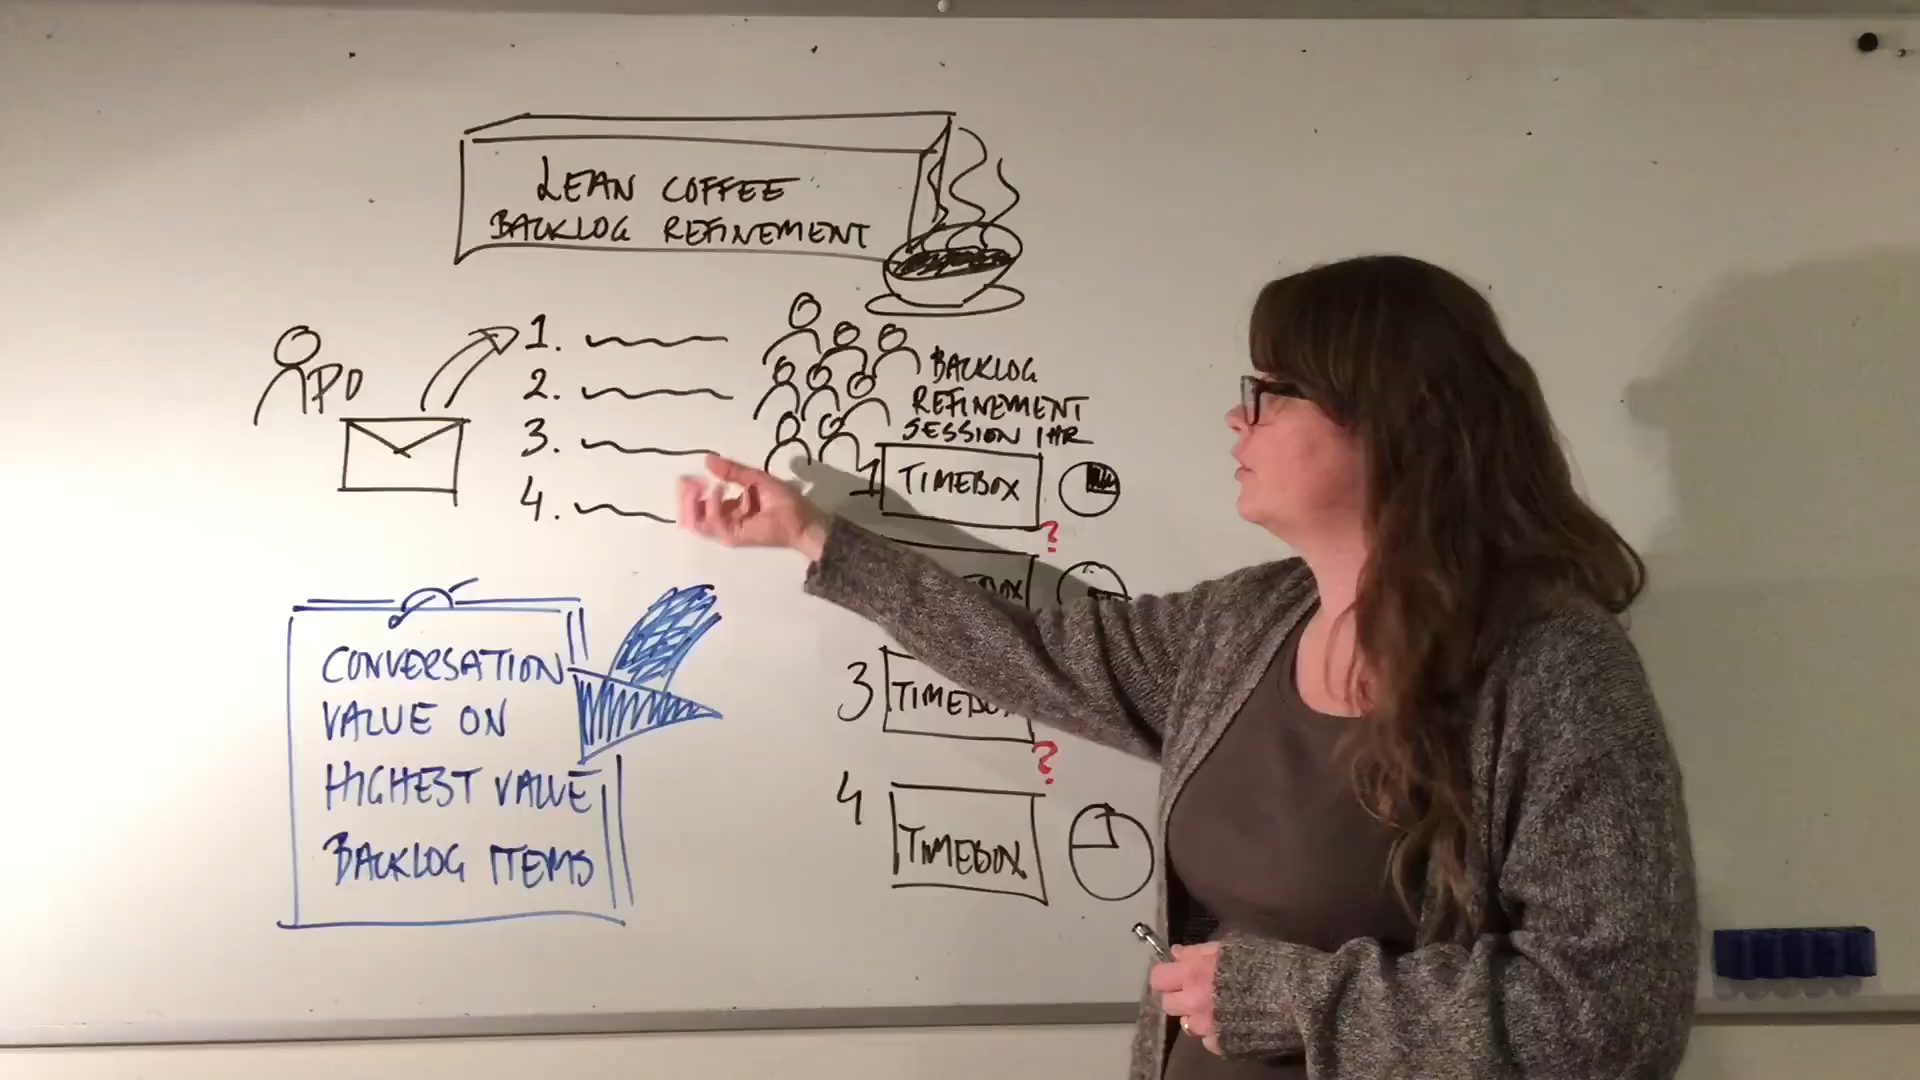 LEAN COFFEE
BACKLOG REFINEMENT
PO
1.
2.
3.
4.
BACKLOG
REFINEMENT
SESSION 1HR
1 TIMEBOX
?
3
?
4
TIMEBOX
CONVERSATION
VALUE ON
HIGHEST VALUE
BACKLOG ITEMS